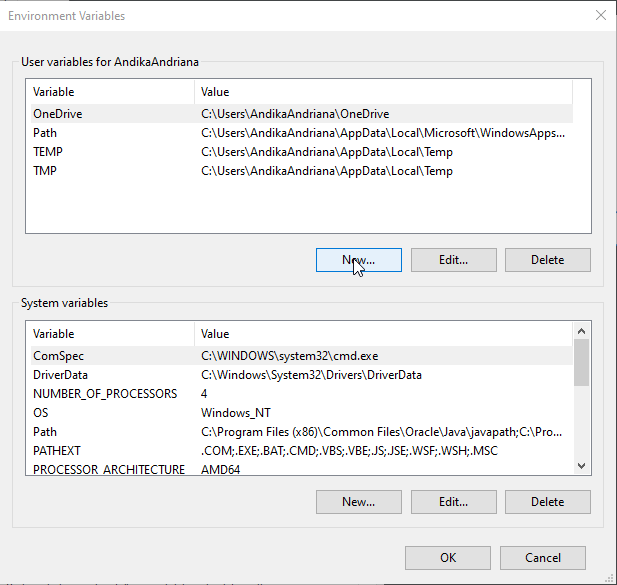 Environment Variables
User variables for AndikaAndriana
Variable Value
OneDrive C:\Users\AndikaAndriana\OneDrive
Path C:\Users\AndikaAndriana\AppData\Local\Microsoft\WindowsApps...
TEMP C:\Users\AndikaAndriana\AppData\Local\Temp
TMP C:\Users\AndikaAndriana\AppData\Local\Temp
New... Edit... Delete
System variables
Variable Value
ComSpec C:\WINDOWS\system32\cmd.exe
DriverData C:\Windows\System32\Drivers\DriverData
NUMBER_OF_PROCESSORS 4
OS Windows_NT
Path C:\Program Files (x86)\Common Files\Oracle\Java\javapath;C:\Pro...
PATHEXT .COM;.EXE;.BAT;.CMD;.VBS;.VBE;.JS;.JSE;.WSF;.WSH;.MSC
PROCESSOR_ARCHITECTURE AMD64
New... Edit... Delete
OK Cancel